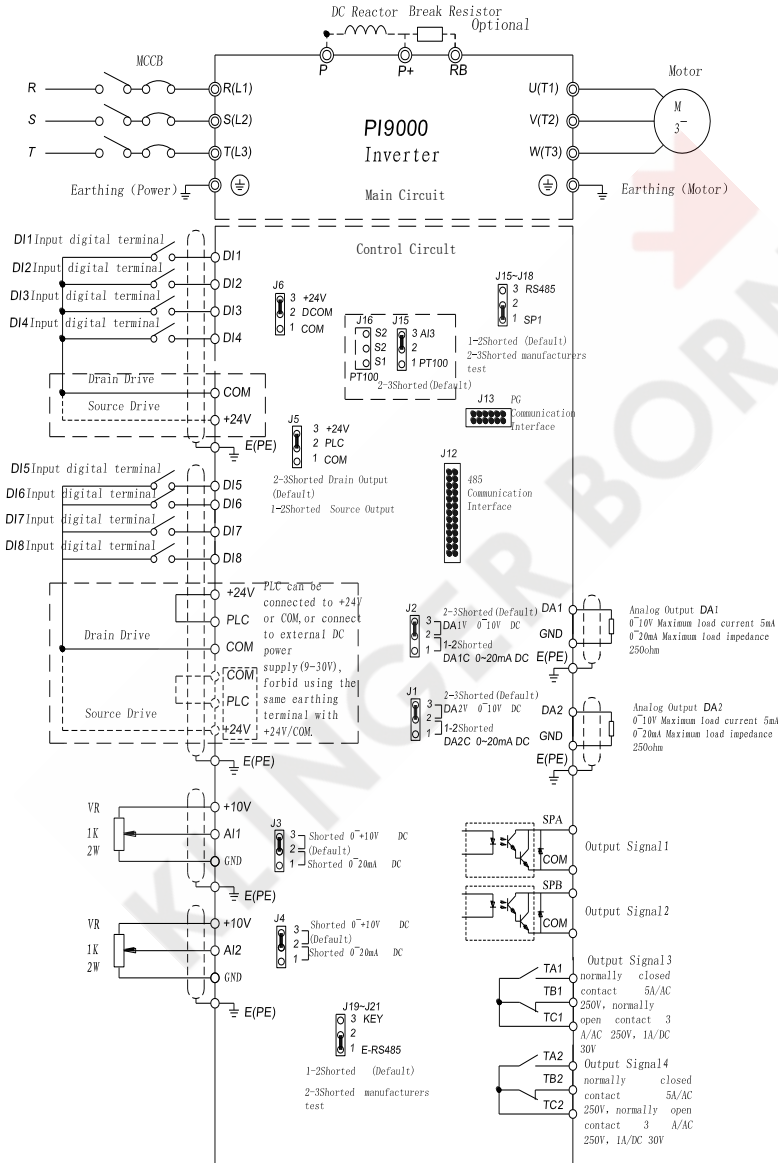 DC Reactor Break Resistor
Optional
P P+ RB
MCCB
R R(L1)
S S(L2)
T T(L3)
Earthing (Power)
PI9000
Inverter
Main Circuit
U(T1)
V(T2)
W(T3)
Motor
M
3~
Earthing (Motor)
Control Circult
DI1 Input digital terminal DI1
DI2 Input digital terminal DI2
DI3 Input digital terminal DI3
DI4 Input digital terminal DI4
Drain Drive COM
Source Drive +24V
E(PE)
J6
3 +24V
2 DCOM
1 COM
J16 J15
S2 3 AI3
S2 2
S1 1 PT100
PT100
2-3Shorted(Default)
J15~J18
3 RS485
2
1 SP1
1-2Shorted (Default)
2-3Shorted manufacturers
test
J13 PG
Communication
Interface
J5
3 +24V
2 PLC
1 COM
2-3Shorted Drain Output
(Default)
1-2Shorted Source Output
J12
485
Communication
Interface
DI5 Input digital terminal DI5
DI6 Input digital terminal DI6
DI7 Input digital terminal DI7
DI8 Input digital terminal DI8
+24V
PLC
Drain Drive COM
COM
PLC
Source Drive +24V
E(PE)
PLC can be
connected to +24V
or COM,or connect
to external DC
power
supply(9-30V),
forbid using the
same earthing
terminal with
+24V/COM.
J2
2-3Shorted(Default)
3 DA1V 0~10V DC
2
1-2Shorted
1 DA1C 0~20mA DC
DA1
GND
E(PE)
Analog Output DA1
0~10V Maximum load current 5mA
0~20mA Maximum load impedance
250ohm
J1
2-3Shorted(Default)
3 DA2V 0~10V DC
2
1-2Shorted
1 DA2C 0~20mA DC
DA2
GND
E(PE)
Analog Output DA2
0~10V Maximum load current 5mA
0~20mA Maximum load impedance
250ohm
VR +10V
1K AI1
2W GND
E(PE)
J3
3 Shorted 0~+10V DC
2 (Default)
1 Shorted 0~20mA DC
VR +10V
1K AI2
2W GND
E(PE)
J4
3 Shorted 0~+10V DC
2 (Default)
1 Shorted 0~20mA DC
SPA
COM
Output Signal1
SPB
COM
Output Signal2
J19~J21
3 KEY
2
1 E-RS485
1-2Shorted (Default)
2-3Shorted manufacturers
test
TA1
TB1
TC1
Output Signal3
normally closed
contact 5A/AC
250V, normally
open contact 3
A/AC 250V, 1A/DC
30V
TA2
TB2
TC2
Output Signal4
normally closed
contact 5A/AC
250V, normally open
contact 3 A/AC
250V, 1A/DC 30V
KLINGER BORN